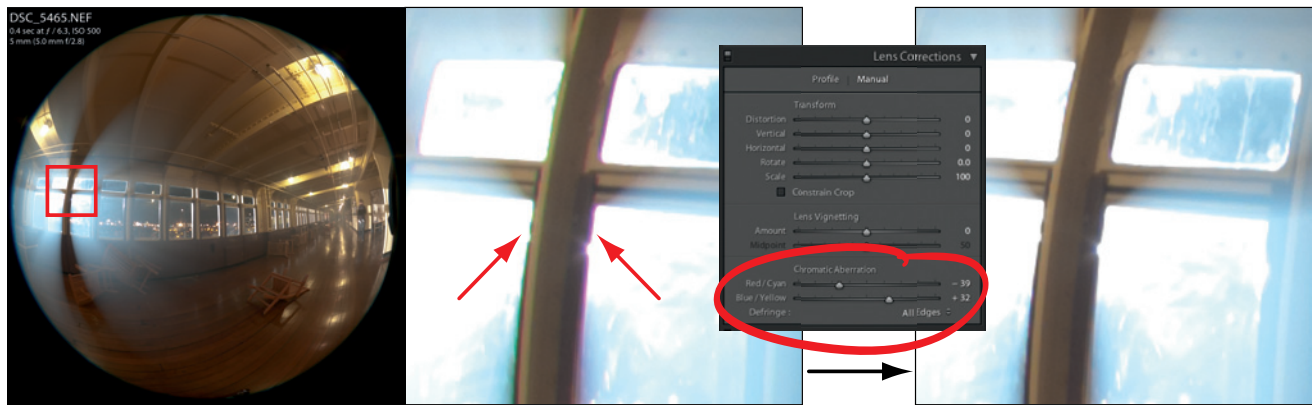 DSC_5465.NEF
0.4 sec at ƒ / 6.3, ISO 500
5 mm (5.0 mm f/2.8)
Lens Corrections
Profile | Manual
Transform
Distortion 0
Vertical 0
Horizontal 0
Rotate 0.0
Scale 100
Constrain Crop
Lens Vignetting
Amount 0
Midpoint 50
Chromatic Aberration
Red / Cyan – 39
Blue / Yellow + 32
Defringe : All Edges